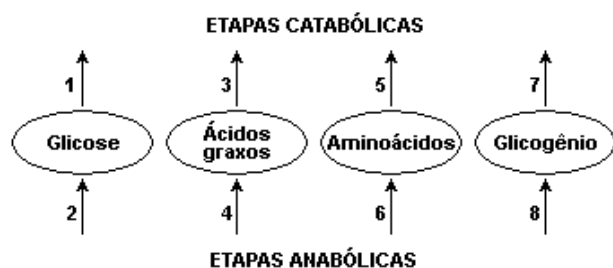 ETAPAS CATABÓLICAS
1 3 5 7
Glicose
Ácidos
graxos
Aminoácidos
Glicogênio
2 4 6 8
ETAPAS ANABÓLICAS